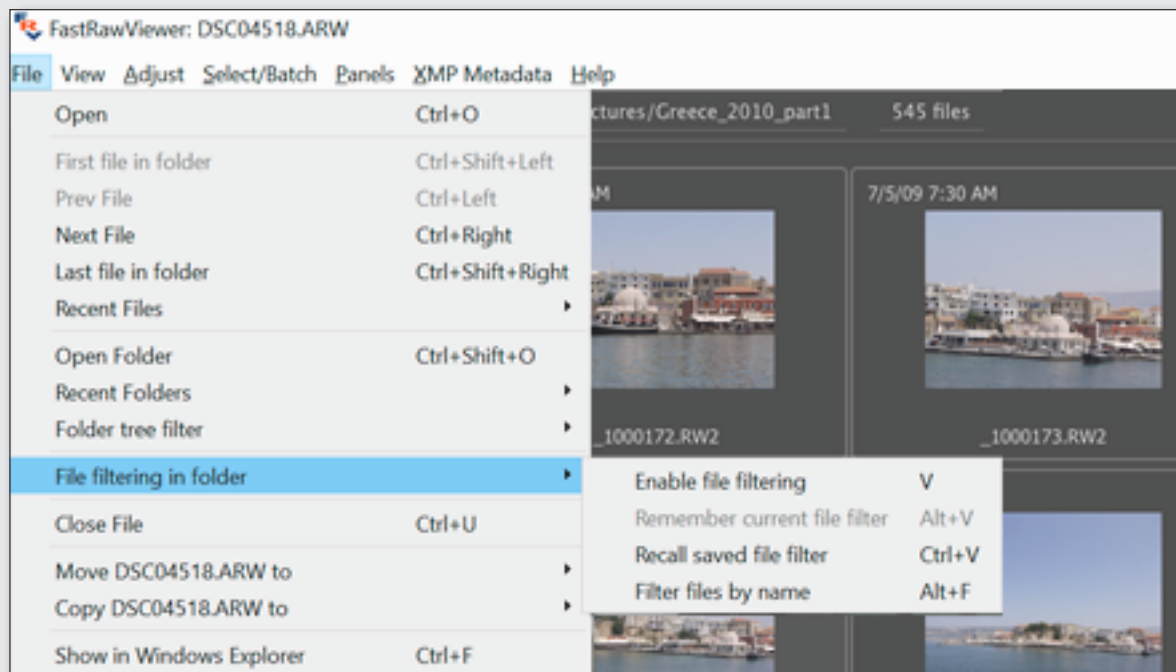 FastRawViewer: DSC04518.ARW
File View Adjust Select/Batch Panels XMP Metadata Help
Open Ctrl+O
ctures/Greece_2010_part1 545 files
First file in folder Ctrl+Shift+Left
Prev File Ctrl+Left
AM 7/5/09 7:30 AM
Next File Ctrl+Right
Last file in folder Ctrl+Shift+Right
Recent Files
Open Folder Ctrl+Shift+O
Recent Folders
Folder tree filter
_1000172.RW2 _1000173.RW2
File filtering in folder
Enable file filtering V
Remember current file filter Alt+V
Recall saved file filter Ctrl+V
Filter files by name Alt+F
Close File Ctrl+U
Move DSC04518.ARW to
Copy DSC04518.ARW to
Show in Windows Explorer Ctrl+F